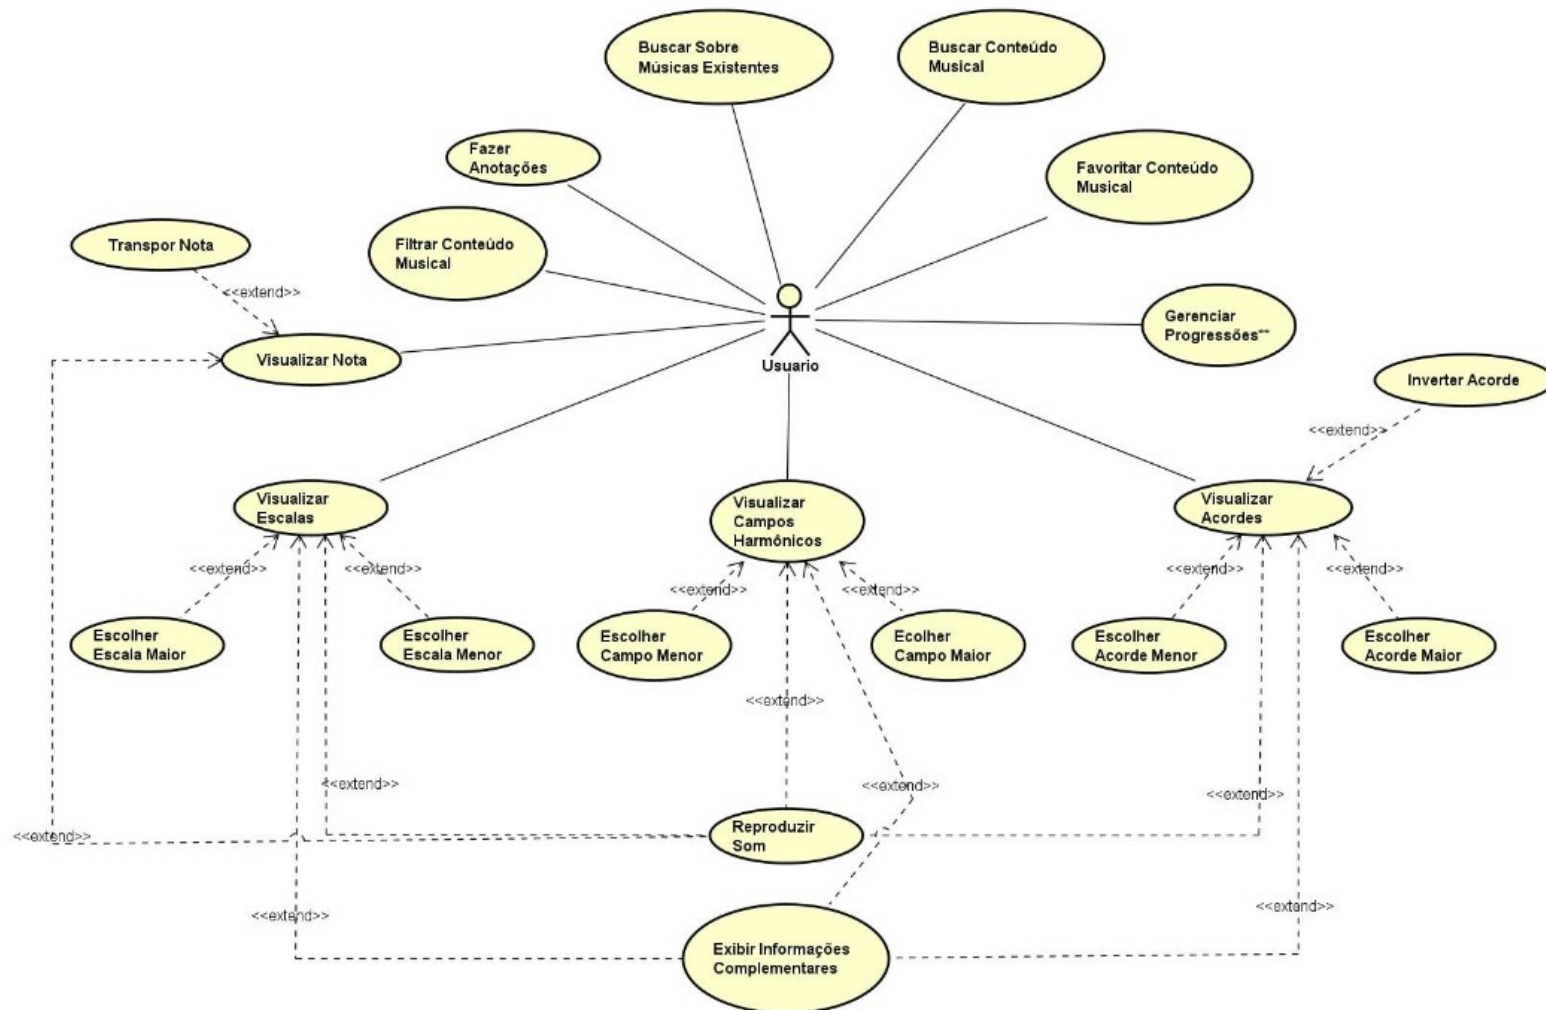 Buscar Sobre
Músicas Existentes
Buscar Conteúdo
Musical
Fazer
Anotações
Favoritar Conteúdo
Musical
Transpor Nota
Filtrar Conteúdo
Musical
<<extend>>
Visualizar Nota
Usuario
Gerenciar
Progressões**
Inverter Acorde
<<extend>>
Visualizar
Escalas
Visualizar
Campos
Harmônicos
Visualizar
Acordes
<<extend>>
<<extend>>
<<extend>>
<<extend>>
<<extend>>
<<extend>>
Escolher
Escala Maior
Escolher
Escala Menor
Escolher
Campo Menor
Ecolher
Campo Maior
Escolher
Acorde Menor
Escolher
Acorde Maior
<<extend>>
<<extend>>
<<extend>>
<<extend>>
<<extend>>
Reproduzir
Som
<<extend>>
<<extend>>
Exibir Informações
Complementares